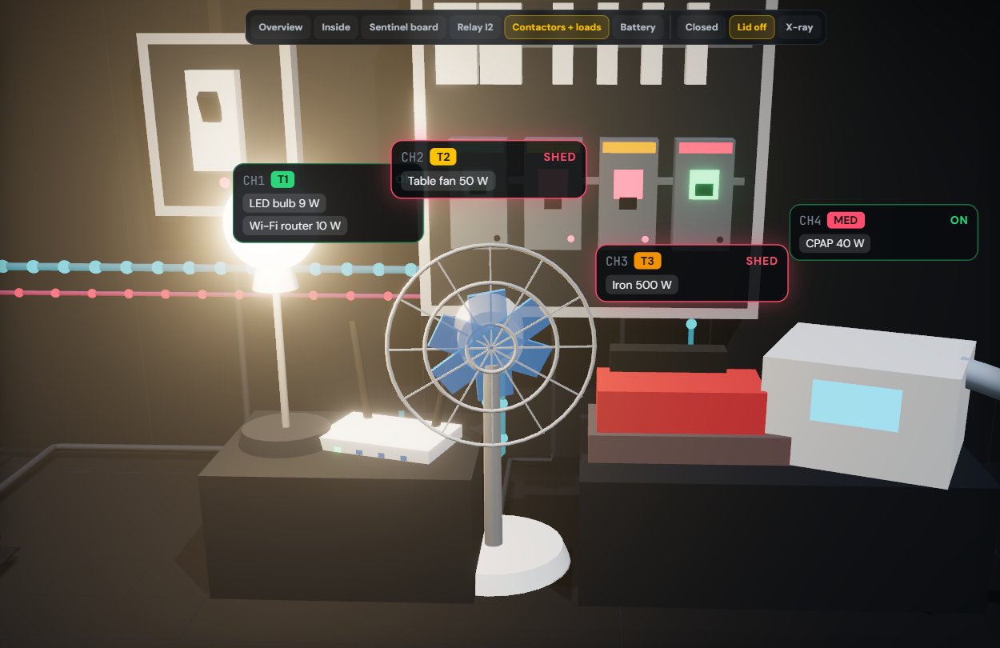 Overview Inside Sentinel board Relay I2 Contactors + loads Battery Closed Lid off X-ray
CH1 T1
LED bulb 9 W
Wi-Fi router 10 W
CH2 T2 SHED
Table fan 50 W
CH3 T3 SHED
Iron 500 W
CH4 MED ON
CPAP 40 W